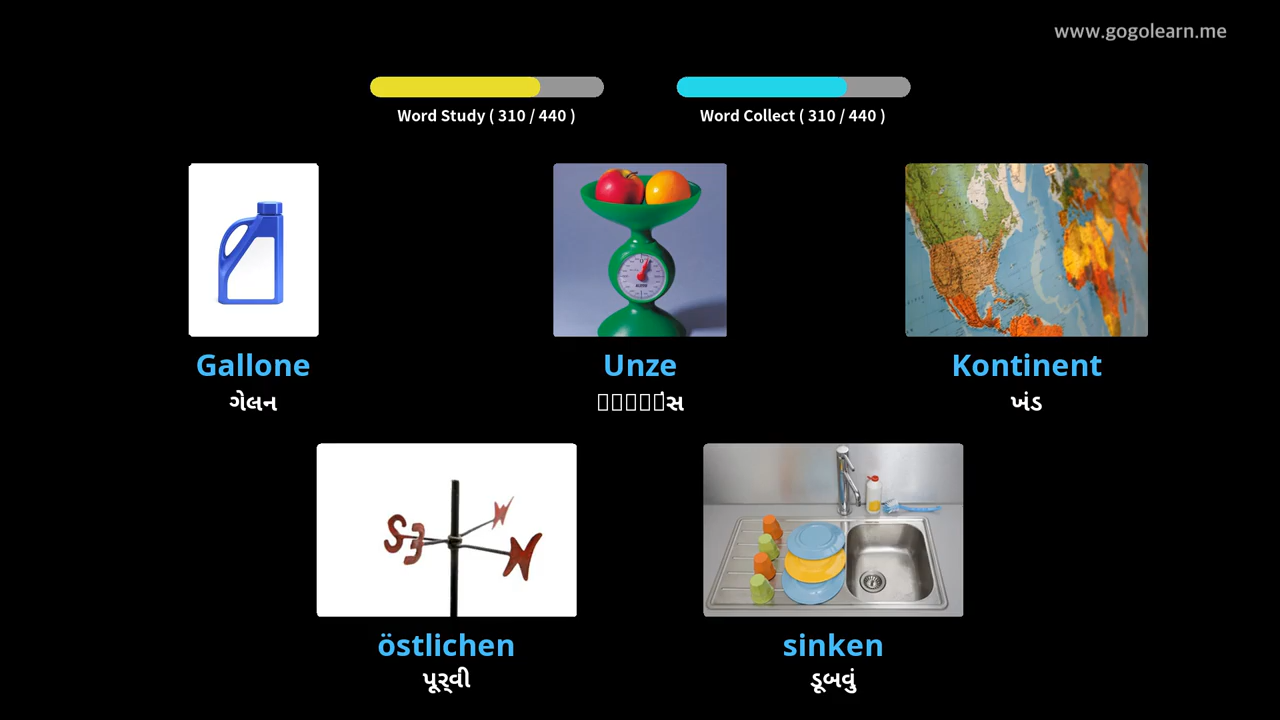 www.gogolearn.me
Word Study ( 310 / 440 )
Word Collect ( 310 / 440 )
Gallone
ગેલન
Unze
Kontinent
ખંડ
östlichen
પૂર્વી
sinken
ડૂબવું